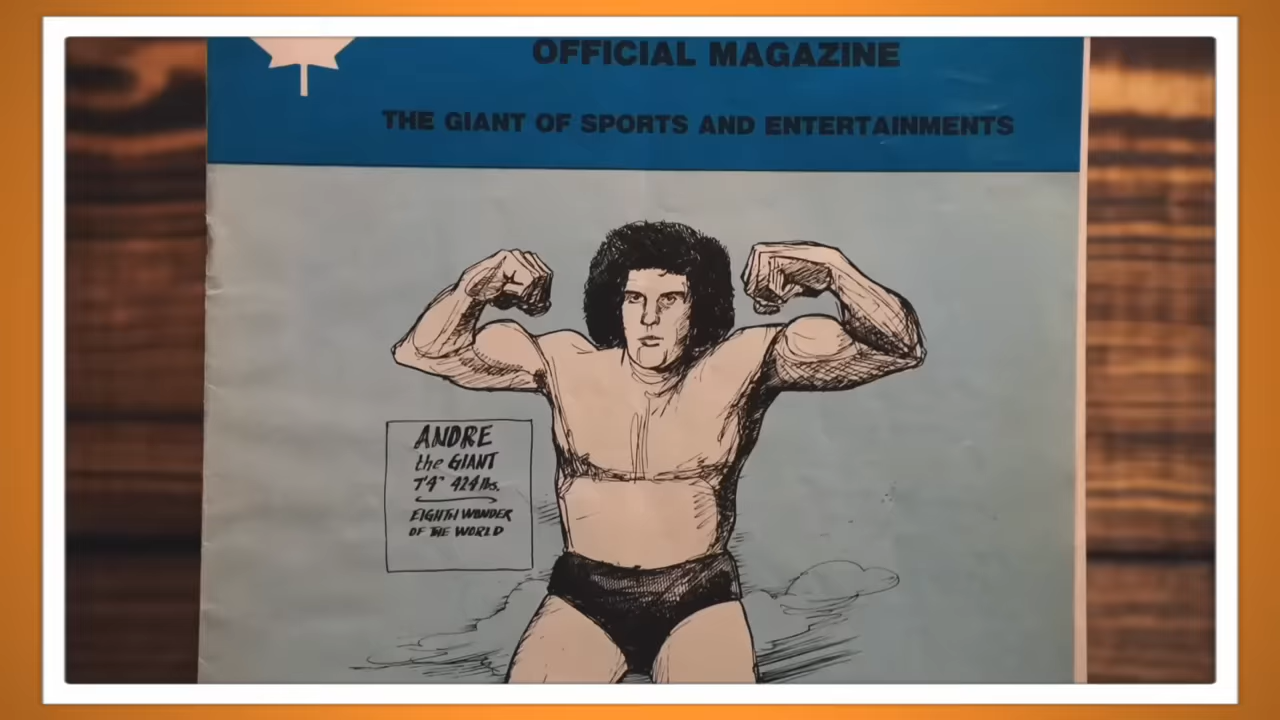 OFFICIAL MAGAZINE
THE GIANT OF SPORTS AND ENTERTAINMENTS
ANDRE
the GIANT
7'4" 424 lbs.
EIGHTH WONDER
OF THE WORLD